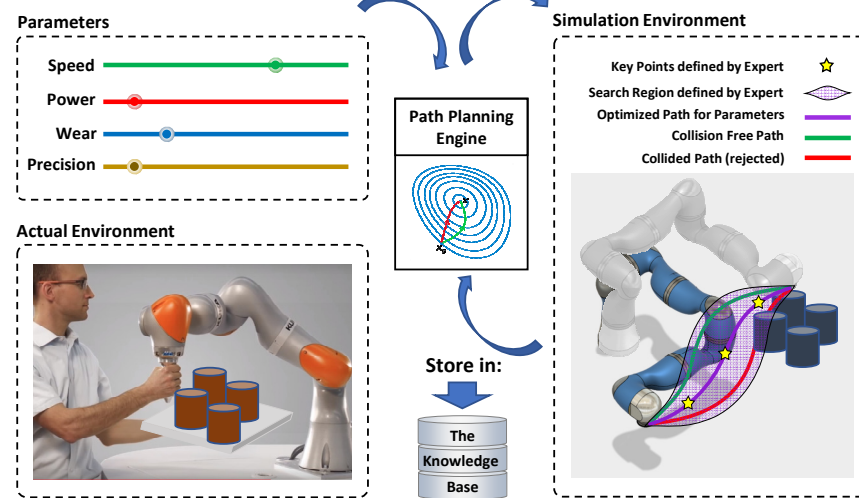 Parameters
Speed
Power
Wear
Precision
Actual Environment
Path Planning
Engine
Store in:
The
Knowledge
Base
Simulation Environment
Key Points defined by Expert
Search Region defined by Expert
Optimized Path for Parameters
Collision Free Path
Collided Path (rejected)